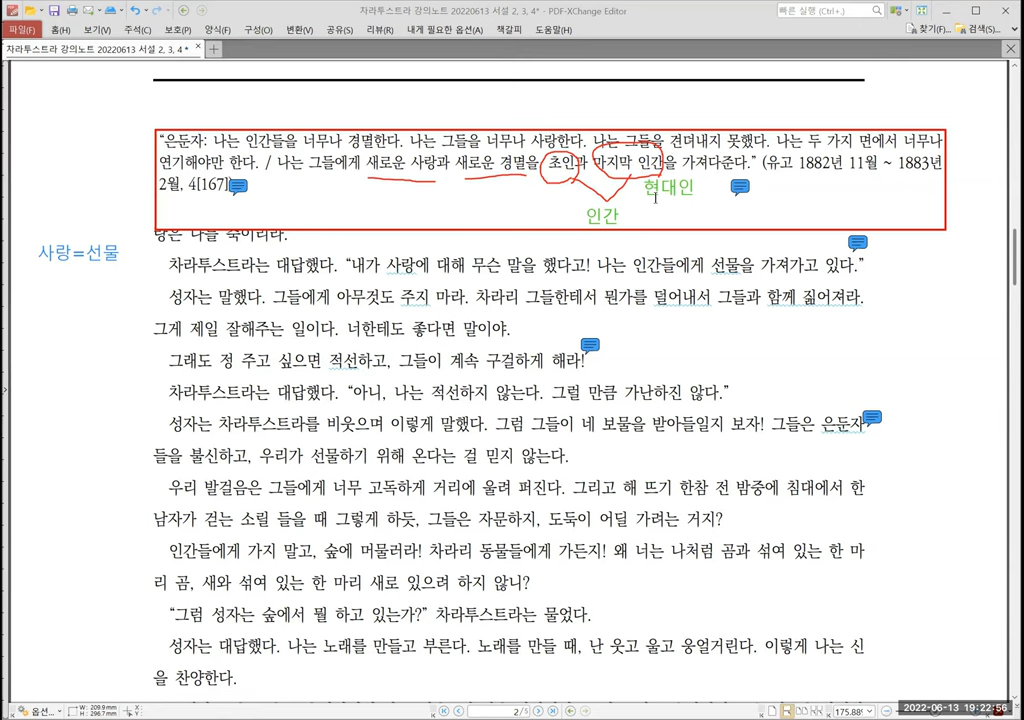 차라투스트라 강의노트 20220613 서설 2, 3, 4* - PDF-XChange Editor
빠른 실행 (Ctrl+.)
파일(F) 홈(H) 보기(V) 주석(C) 보호(P) 양식(F) 구성(O) 변환(V) 공유(S) 리뷰(R) 내게 필요한 옵션(A) 책갈피 도움말(H)
찾기(F)... 검색(S)...
차라투스트라 강의노트 20220613 서설 2, 3, 4 *
“은둔자: 나는 인간들을 너무나 경멸한다. 나는 그들을 너무나 사랑한다. 나는 그들을 견뎌내지 못했다. 나는 두 가지 면에서 너무나
연기해야만 한다. / 나는 그들에게 새로운 사랑과 새로운 경멸을 초인과 마지막 인간을 가져다준다.” (유고 1882년 11월 ~ 1883년
2월, 4[167])
현대인
인간
랑은 나를 죽이리라.
사랑=선물
차라투스트라는 대답했다. “내가 사랑에 대해 무슨 말을 했다고! 나는 인간들에게 선물을 가져가고 있다.”
성자는 말했다. 그들에게 아무것도 주지 마라. 차라리 그들한테서 뭔가를 덜어내서 그들과 함께 짊어져라.
그게 제일 잘해주는 일이다. 너한테도 좋다면 말이야.
그래도 정 주고 싶으면 적선하고, 그들이 계속 구걸하게 해라!
차라투스트라는 대답했다. “아니, 나는 적선하지 않는다. 그럴 만큼 가난하진 않다.”
성자는 차라투스트라를 비웃으며 이렇게 말했다. 그럼 그들이 네 보물을 받아들일지 보자! 그들은 은둔자
들을 불신하고, 우리가 선물하기 위해 온다는 걸 믿지 않는다.
우리 발걸음은 그들에게 너무 고독하게 거리에 울려 퍼진다. 그리고 해 뜨기 한참 전 밤중에 침대에서 한
남자가 걷는 소릴 들을 때 그렇게 하듯, 그들은 자문하지, 도둑이 어딜 가려는 거지?
인간들에게 가지 말고, 숲에 머물러라! 차라리 동물들에게 가든지! 왜 너는 나처럼 곰과 섞여 있는 한 마
리 곰, 새와 섞여 있는 한 마리 새로 있으려 하지 않니?
“그럼 성자는 숲에서 뭘 하고 있는가?” 차라투스트라는 물었다.
성자는 대답했다. 나는 노래를 만들고 부른다. 노래를 만들 때, 난 웃고 울고 웅얼거린다. 이렇게 나는 신
을 찬양한다.
옵션... W: 209.9mm H: 296.7mm X: Y: 2/5 175.88%
2022-06-13 19:22:56